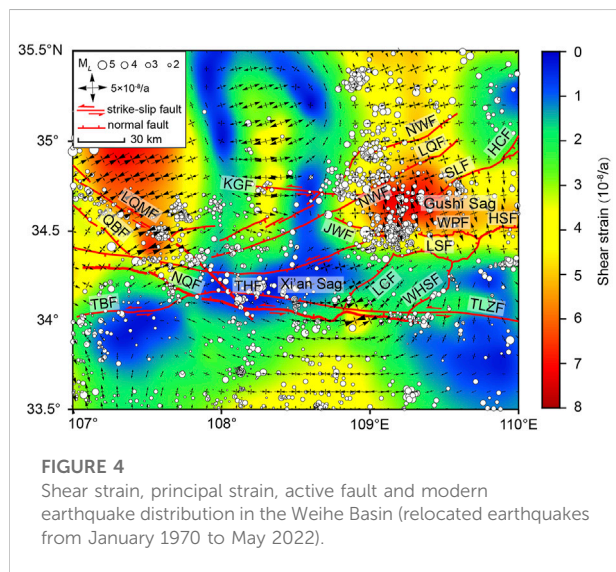 35.5°N
35°
34.5°
34°
33.5°
107°
108°
109°
110°E
M_L 5 4 3 2
5×10⁻⁸/a
strike-slip fault
normal fault
30 km
NWF
LQF
SLF
HCF
KGF
NWF
Gushi Sag
LQMF
QBF
JWF
WPF
HSF
LSF
NQF
THF
Xi'an Sag
LCF
WHSF
TBF
TLZF
0
1
2
3
4
5
6
7
8
Shear strain (10⁻⁸/a)
FIGURE 4
Shear strain, principal strain, active fault and modern
earthquake distribution in the Weihe Basin (relocated earthquakes
from January 1970 to May 2022).